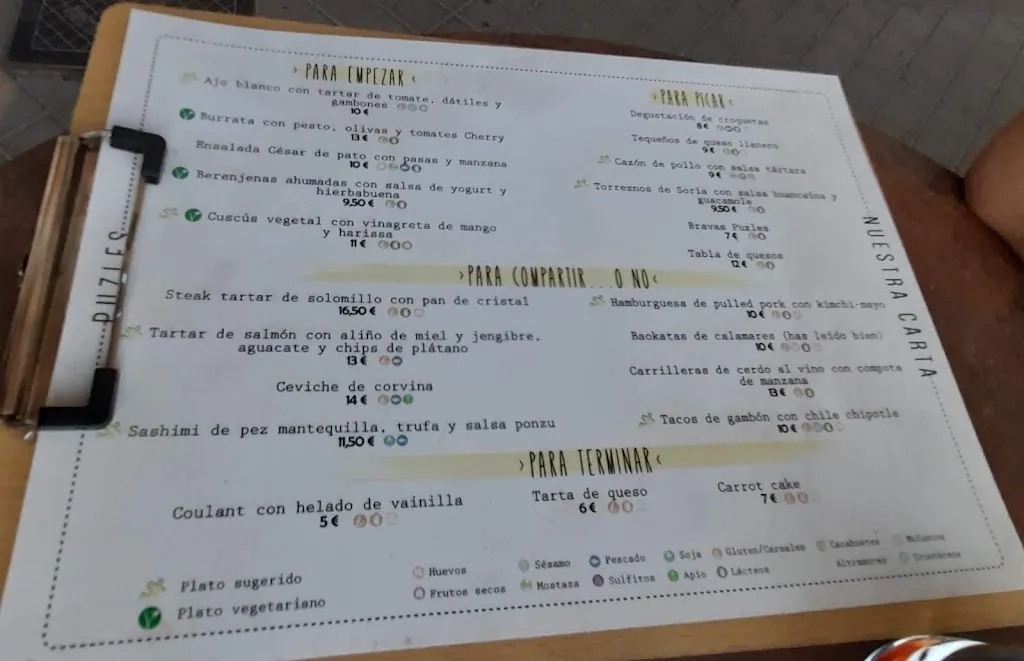 PUZLES
› PARA EMPEZAR ‹
Ajo blanco con tartar de tomate, dátiles y
gambones
10 €
Burrata con pesto, olivas y tomates Cherry
13 €
Ensalada César de pato con pasas y manzana
10 €
Berenjenas ahumadas con salsa de yogurt y
hierbabuena
9,50 €
Cuscús vegetal con vinagreta de mango
y harissa
11 €
› PARA PICAR ‹
Degustación de croquetas
8 €
Tequeños de queso llanero
9 €
Cazón de pollo con salsa tártara
9 €
Torreznos de Soria con salsa huancaína y
guacamole
9,50 €
Bravas Puzles
7 €
Tabla de quesos
12 €
› PARA COMPARTIR...O NO ‹
Steak tartar de solomillo con pan de cristal
16,50 €
Tartar de salmón con aliño de miel y jengibre,
aguacate y chips de plátano
13 €
Ceviche de corvina
14 €
Sashimi de pez mantequilla, trufa y salsa ponzu
11,50 €
Hamburguesa de pulled pork con kimchi-mayo
10 €
Baokatas de calamares (has leido bien)
10 €
Carrilleras de cerdo al vino con compota
de manzana
13 €
Tacos de gambón con chile chipotle
10 €
› PARA TERMINAR ‹
Coulant con helado de vainilla
5 €
Tarta de queso
6 €
Carrot cake
7 €
Plato sugerido
Plato vegetariano
Huevos Sésamo Pescado Soja Gluten/Cereales Cacahuetes Moluscos
Frutos secos Mostaza Sulfitos Apio Lácteos Altramuces Crustáceos
NUESTRA CARTA